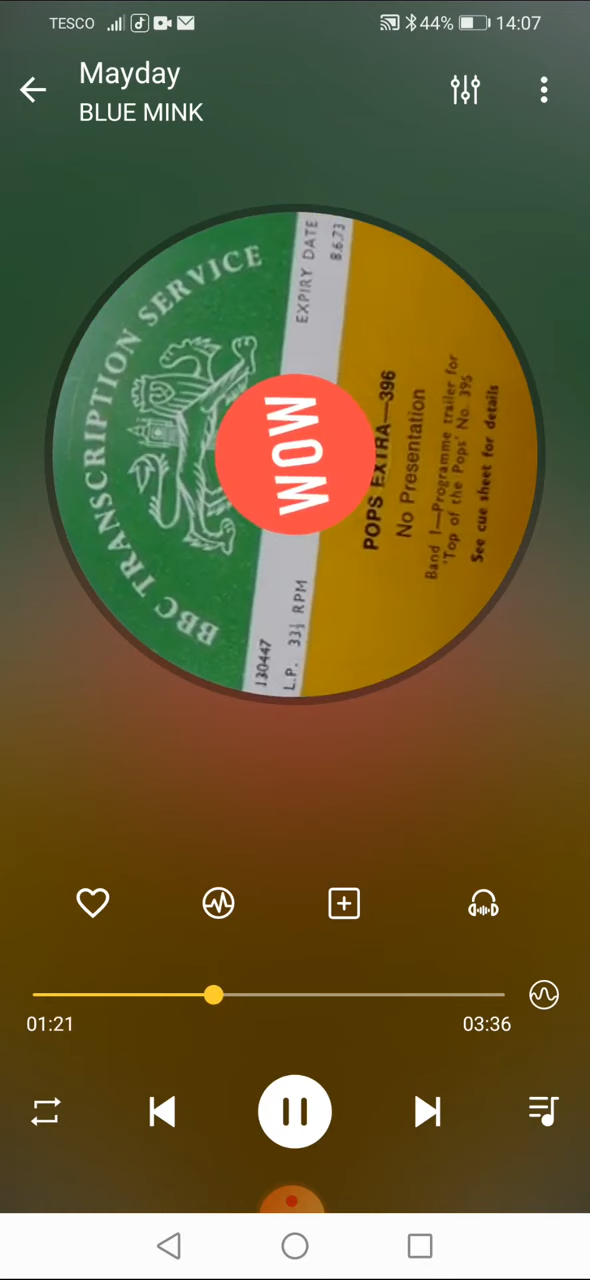 TESCO 44% 14:07
Mayday
BLUE MINK
BBC TRANSCRIPTION SERVICE
EXPIRY DATE
8.6.73
130447
L.P. 33⅓ RPM
WOW
POPS EXTRA—396
No Presentation
Band 1—Programme trailer for
'Top of the Pops' No. 395
See cue sheet for details
01:21 03:36